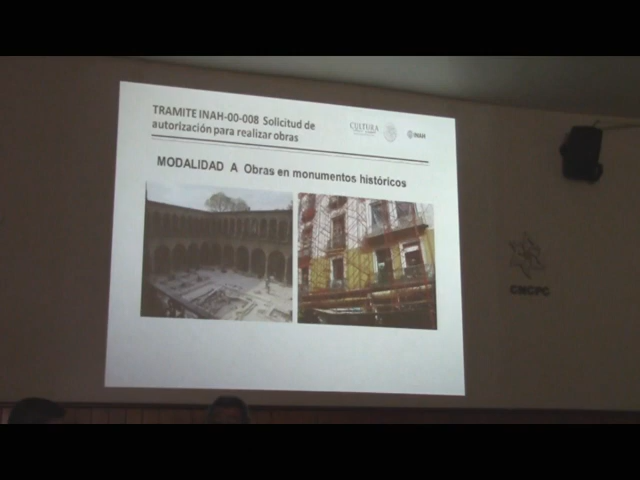 TRAMITE INAH-00-008 Solicitud de
autorización para realizar obras
CULTURA
INAH
MODALIDAD A Obras en monumentos históricos
CNCPC